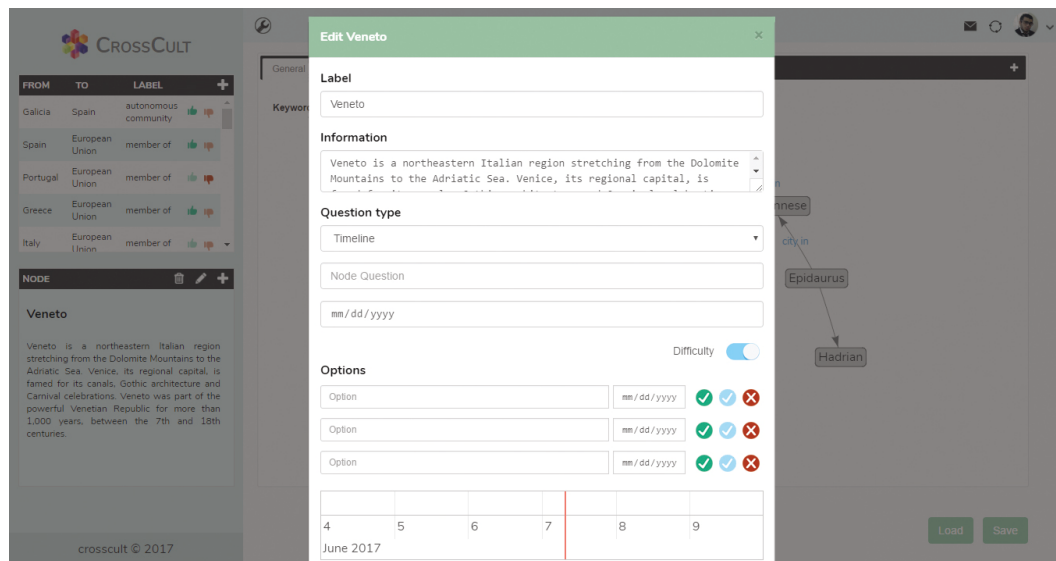 CROSSCULT
FROM TO LABEL
Galicia Spain autonomous community
Spain European Union member of
Portugal European Union member of
Greece European Union member of
Italy European Union member of
NODE
Veneto
Veneto is a northeastern Italian region
stretching from the Dolomite Mountains to the
Adriatic Sea. Venice, its regional capital, is
famed for its canals, Gothic architecture and
Carnival celebrations. Veneto was part of the
powerful Venetian Republic for more than
1,000 years, between the 7th and 18th
centuries.
crosscult © 2017
General
Edit Veneto ×
Label
Veneto
Information
Veneto is a northeastern Italian region stretching from the Dolomite
Mountains to the Adriatic Sea. Venice, its regional capital, is
Question type
Timeline
Node Question
mm/dd/yyyy
Difficulty
Options
Option mm/dd/yyyy
Option mm/dd/yyyy
Option mm/dd/yyyy
4 5 6 7 8 9
June 2017
city in
Epidaurus
Hadrian
Load Save